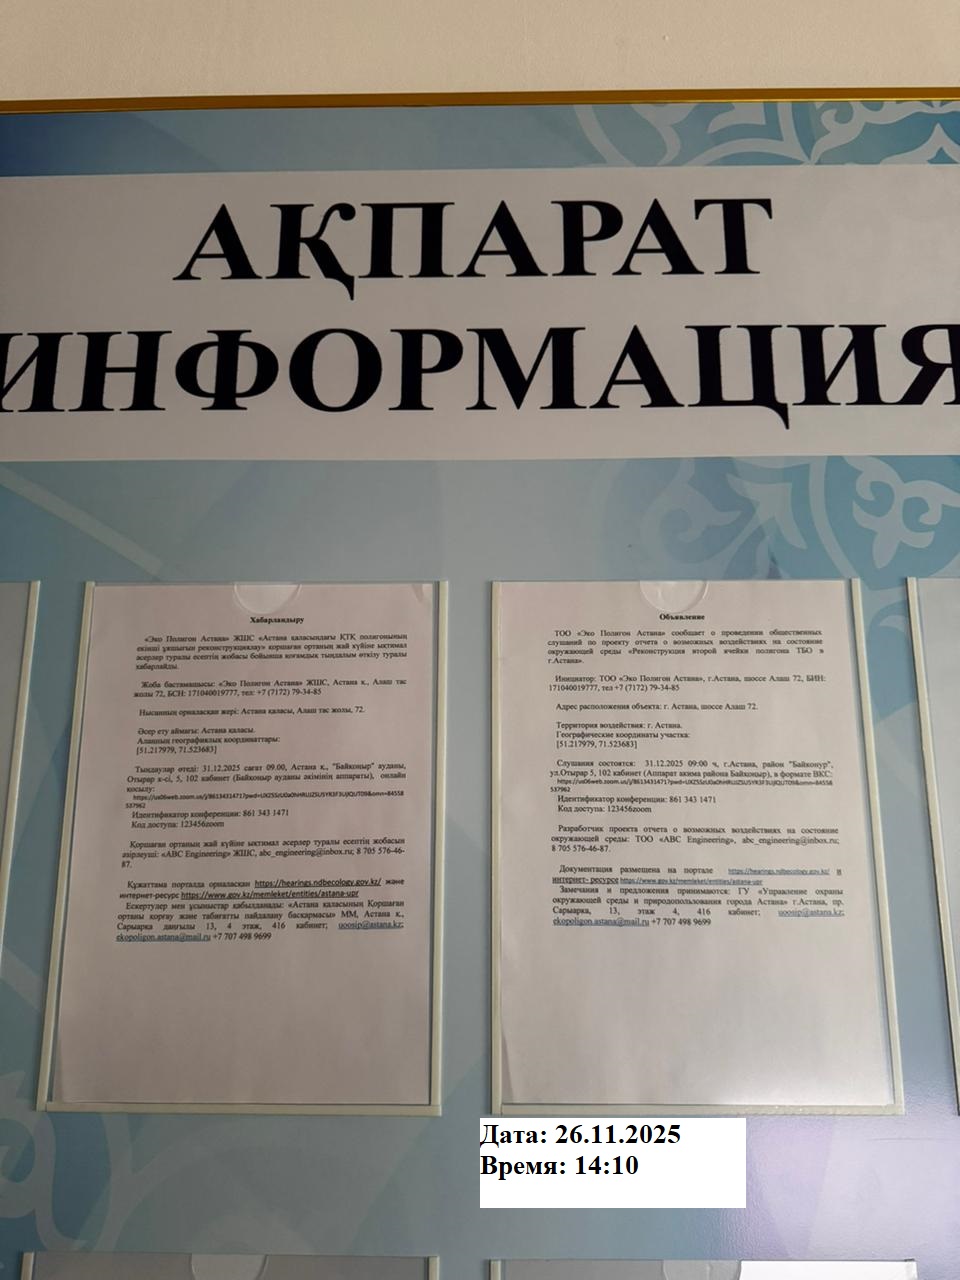 АҚПАРАТ
ИНФОРМАЦИЯ
Хабарландыру
«Эко Полигон Астана» ЖШС «Астана қаласындағы ҚТҚ полигонының
екінші ұяшығын реконструкциялау» қоршаған ортаның жай күйіне ықтимал
әсерлер туралы есептің жобасы бойынша қоғамдық тыңдалым өткізу туралы
хабарлайды.
Жоба бастамашысы: «Эко Полигон Астана» ЖШС, Астана қ., Алаш тас
жолы 72, БСН: 171040019777, тел: +7 (7172) 79-34-85
Нысанның орналасқан жері: Астана қаласы, Алаш тас жолы, 72.
Әсер ету аймағы: Астана қаласы.
Алаңның географиялық координаттары:
[51.217979, 71.523683]
Тыңдаулар өтеді: 31.12.2025 сағат 09.00, Астана қ., "Байқоңыр" ауданы,
Отырар к-сі, 5, 102 кабинет (Байқоңыр ауданы әкімінің аппараты), онлайн
қосылу:
537962
Идентификатор конференции: 861 343 1471
Код доступа: 123456zoom
Қоршаған ортаның жай күйіне ықтимал әсерлер туралы есептің жобасын
әзірлеуші: «ABC Engineering» ЖШС, abc_engineering@inbox.ru; 8 705 576-46-
87.
Құжаттама порталда орналасқан https://hearings.ndbecology.gov.kz/ және
интернет-ресурс https://www.gov.kz/memleket/entities/astana-upr
Ескертулер мен ұсыныстар қабылданады: «Астана қаласының Қоршаған
ортаны қорғау және табиғатты пайдалану басқармасы» ММ, Астана қ.,
Сарыарқа даңғылы 13, 4 этаж, 416 кабинет; uoosip@astana.kz;
ekopoligon.astana@mail.ru +7 707 498 9699
Объявление
ТОО «Эко Полигон Астана» сообщает о проведении общественных
слушаний по проекту отчета о возможных воздействиях на состояние
окружающей среды «Реконструкция второй ячейки полигона ТБО в
г.Астана».
Инициатор: ТОО «Эко Полигон Астана», г.Астана, шоссе Алаш 72, БИН:
171040019777, тел +7 (7172) 79-34-85
Адрес расположения объекта: г. Астана, шоссе Алаш 72.
Территория воздействия: г. Астана.
Географические координаты участка:
[51.217979, 71.523683]
Слушания состоятся: 31.12.2025 09:00 ч, г.Астана, район "Байконур",
ул.Отырар 5, 102 кабинет (Аппарат акима района Байқоңыр), в формате ВКС:
537962
Идентификатор конференции: 861 343 1471
Код доступа: 123456zoom
Разработчик проекта отчета о возможных воздействиях на состояние
окружающей среды: ТОО «ABC Engineering», abc_engineering@inbox.ru;
8 705 576-46-87.
Документация размещена на портале https://hearings.ndbecology.gov.kz/ и
интернет- ресурсе https://www.gov.kz/memleket/entities/astana-upr
Замечания и предложения принимаются: ГУ «Управление охраны
окружающей среды и природопользования города Астана» г.Астана, пр.
Сарыарка, 13, этаж 4, 416 кабинет; uoosip@astana.kz;
ekopoligon.astana@mail.ru +7 707 498 9699
Дата: 26.11.2025
Время: 14:10